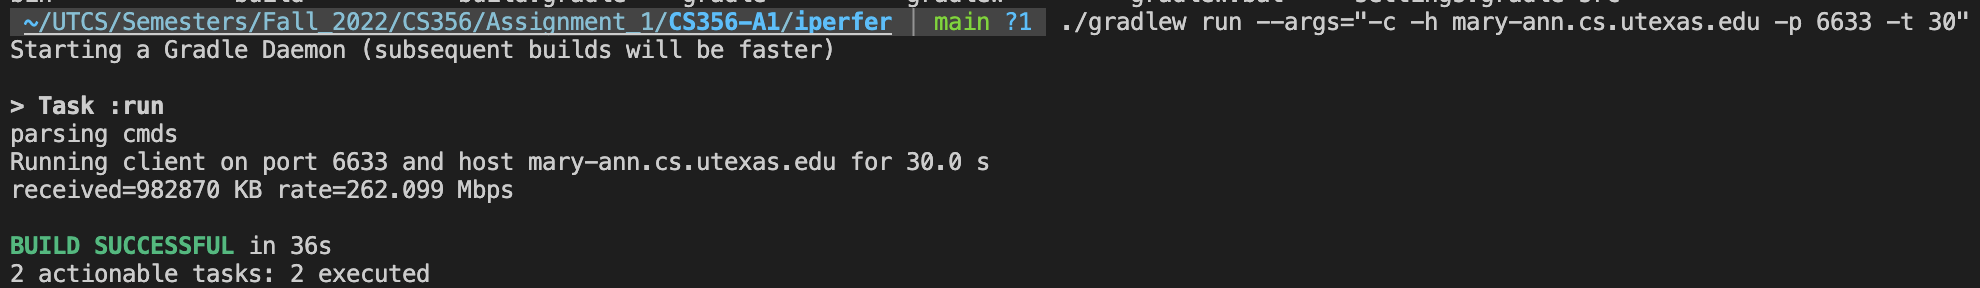 ~/UTCS/Semesters/Fall_2022/CS356/Assignment_1/CS356-A1/iperfer | main ?1 ./gradlew run --args="-c -h mary-ann.cs.utexas.edu -p 6633 -t 30"
Starting a Gradle Daemon (subsequent builds will be faster)
> Task :run
parsing cmds
Running client on port 6633 and host mary-ann.cs.utexas.edu for 30.0 s
received=982870 KB rate=262.099 Mbps
BUILD SUCCESSFUL in 36s
2 actionable tasks: 2 executed